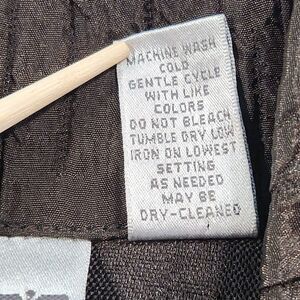 MACHINE WASH
COLD
GENTLE CYCLE
WITH LIKE
COLORS
DO NOT BLEACH
TUMBLE DRY LOW
IRON ON LOWEST
SETTING
AS NEEDED
MAY BE
DRY-CLEANED